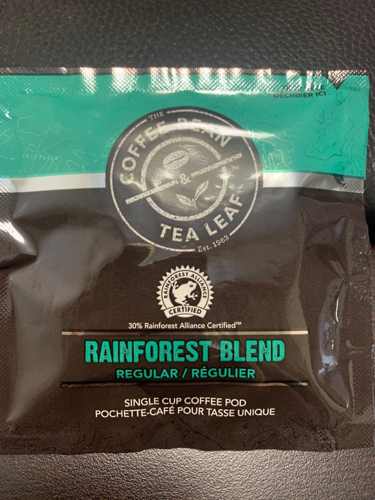 DÉCHIRER ICI
THE
COFFEE BEAN
&
TEA LEAF
TM
Est. 1963
RAINFOREST ALLIANCE
CERTIFIED
30% Rainforest Alliance Certified™
RAINFOREST BLEND
REGULAR / RÉGULIER
SINGLE CUP COFFEE POD
POCHETTE-CAFÉ POUR TASSE UNIQUE